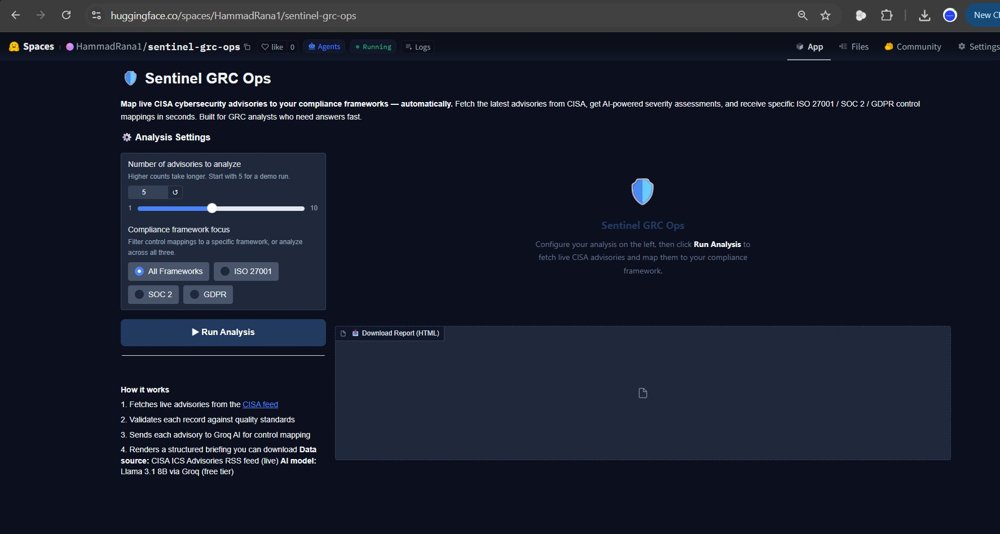 huggingface.co/spaces/HammadRana1/sentinel-grc-ops
New C
Spaces
HammadRana1/sentinel-grc-ops
like 0
Agents
Running
Logs
App
Files
Community
Settings
Sentinel GRC Ops
Map live CISA cybersecurity advisories to your compliance frameworks — automatically. Fetch the latest advisories from CISA, get AI-powered severity assessments, and receive specific ISO 27001 / SOC 2 / GDPR control
mappings in seconds. Built for GRC analysts who need answers fast.
Analysis Settings
Number of advisories to analyze
Higher counts take longer. Start with 5 for a demo run.
5
1
10
Compliance framework focus
Filter control mappings to a specific framework, or analyze
across all three.
All Frameworks
ISO 27001
SOC 2
GDPR
Run Analysis
Sentinel GRC Ops
Configure your analysis on the left, then click Run Analysis to
fetch live CISA advisories and map them to your compliance
framework.
Download Report (HTML)
How it works
1. Fetches live advisories from the CISA feed
2. Validates each record against quality standards
3. Sends each advisory to Groq AI for control mapping
4. Renders a structured briefing you can download Data
source: CISA ICS Advisories RSS feed (live) AI model:
Llama 3.1 8B via Groq (free tier)